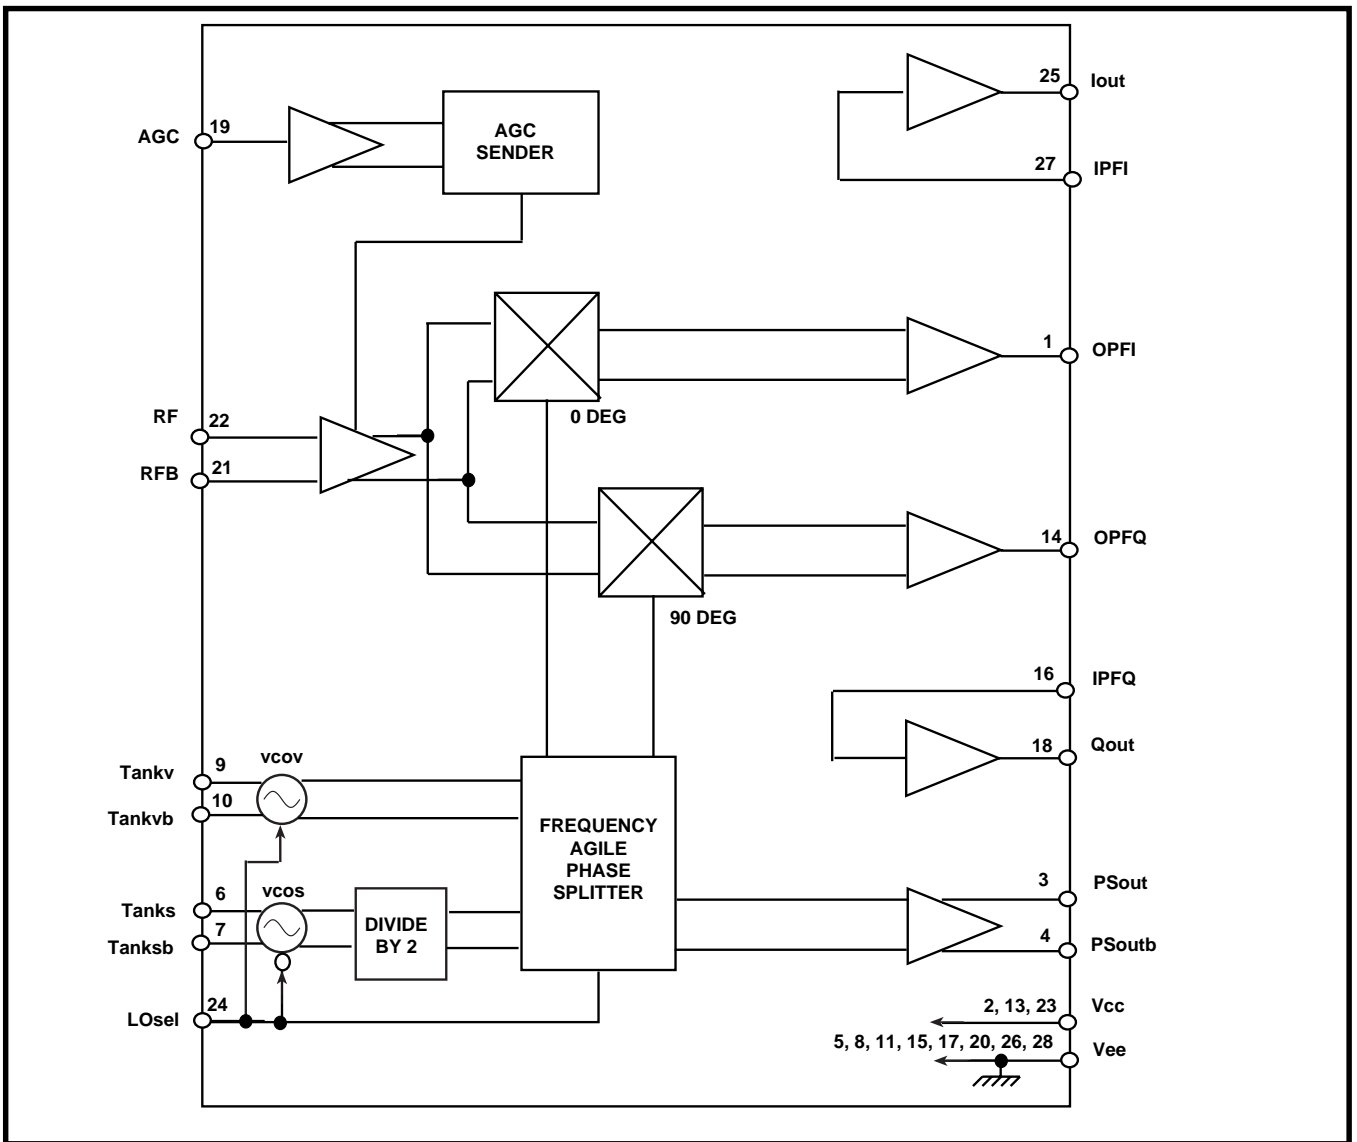 25 Iout
AGC 19
AGC
SENDER
27 IPFI
1 OPFI
0 DEG
RF 22
RFB 21
14 OPFQ
90 DEG
16 IPFQ
18 Qout
vcov
Tankv 9
Tankvb 10
FREQUENCY
AGILE
PHASE
SPLITTER
vcos
Tanks 6
Tanksb 7
DIVIDE
BY 2
3 PSout
4 PSoutb
LOsel 24
2, 13, 23 Vcc
5, 8, 11, 15, 17, 20, 26, 28 Vee